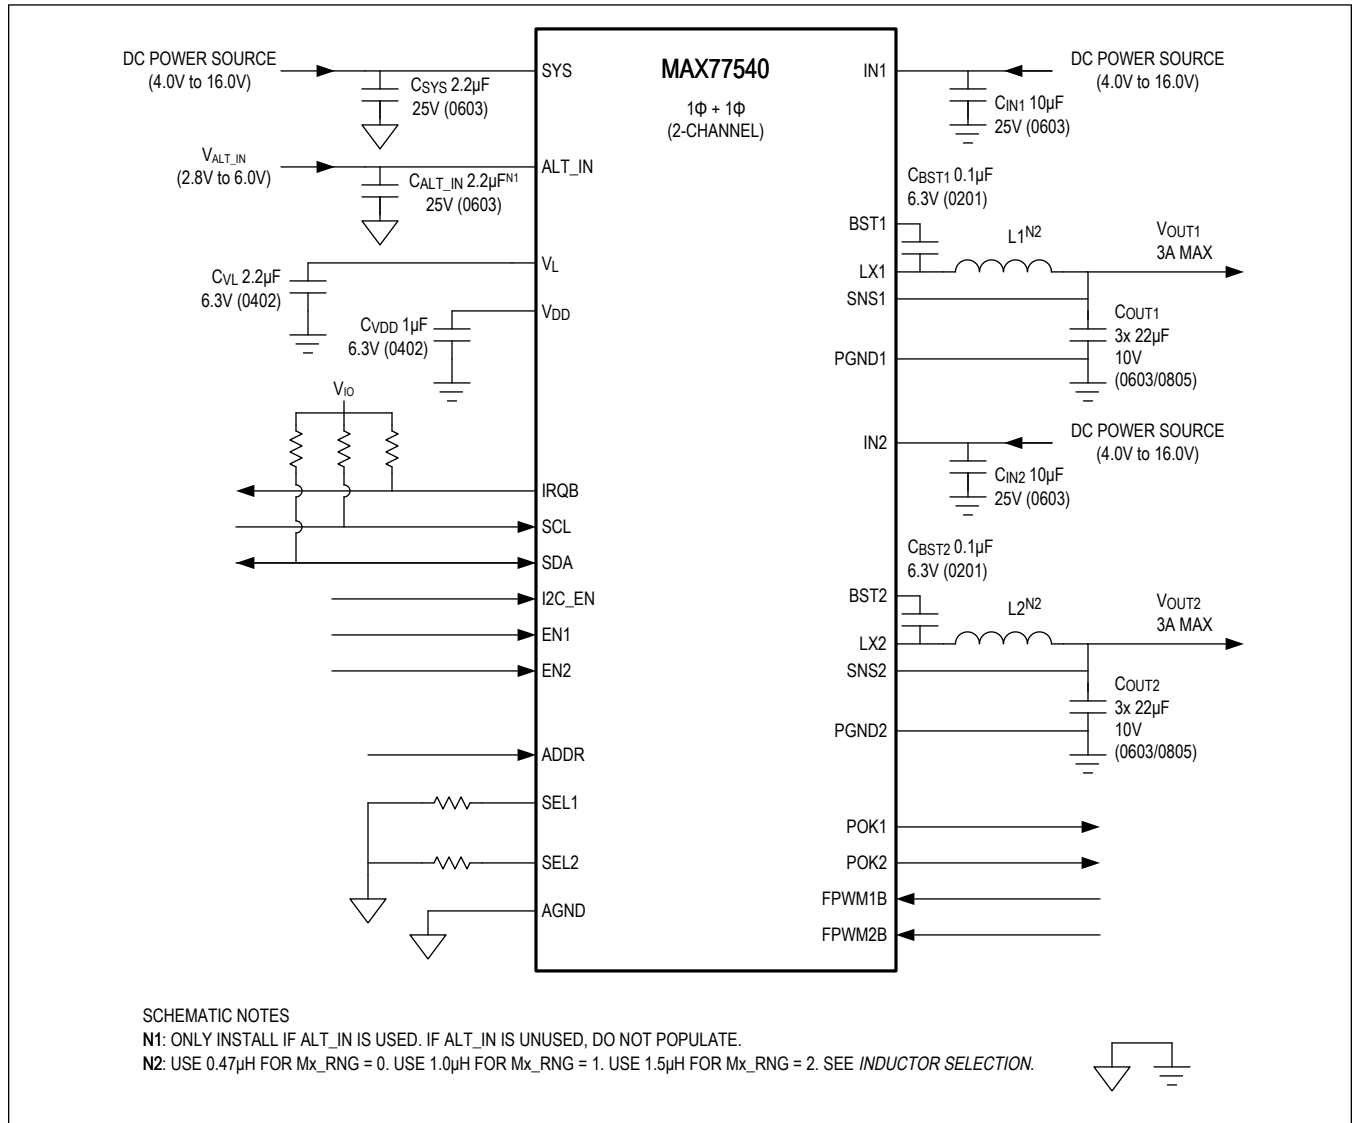 MAX77540
1Φ + 1Φ
(2-CHANNEL)
DC POWER SOURCE
(4.0V to 16.0V)
CSYS 2.2µF
25V (0603)
SYS
VALT_IN
(2.8V to 6.0V)
CALT_IN 2.2µFN1
25V (0603)
ALT_IN
CVL 2.2µF
6.3V (0402)
VL
CVDD 1µF
6.3V (0402)
VDD
VIO
IRQB
SCL
SDA
I2C_EN
EN1
EN2
ADDR
SEL1
SEL2
AGND
IN1
DC POWER SOURCE
(4.0V to 16.0V)
CIN1 10µF
25V (0603)
CBST1 0.1µF
6.3V (0201)
BST1
L1N2
VOUT1
3A MAX
LX1
SNS1
COUT1
3x 22µF
10V
(0603/0805)
PGND1
IN2
DC POWER SOURCE
(4.0V to 16.0V)
CIN2 10µF
25V (0603)
CBST2 0.1µF
6.3V (0201)
BST2
L2N2
VOUT2
3A MAX
LX2
SNS2
COUT2
3x 22µF
10V
(0603/0805)
PGND2
POK1
POK2
FPWM1B
FPWM2B
SCHEMATIC NOTES
N1: ONLY INSTALL IF ALT_IN IS USED. IF ALT_IN IS UNUSED, DO NOT POPULATE.
N2: USE 0.47µH FOR Mx_RNG = 0. USE 1.0µH FOR Mx_RNG = 1. USE 1.5µH FOR Mx_RNG = 2. SEE INDUCTOR SELECTION.